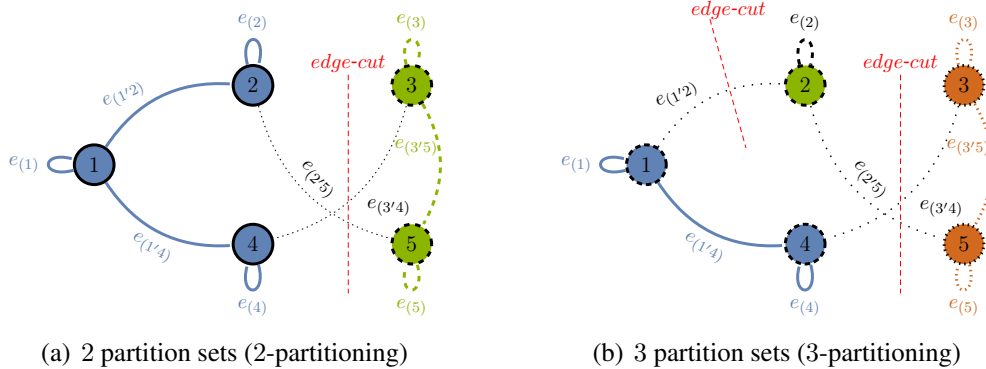 e(2)
e(3)
edge-cut
2
3
e(1′2)
e(3′5)
e(1)
1
e(2′5)
e(3′4)
e(1′4)
4
5
e(4)
e(5)
(a) 2 partition sets (2-partitioning)
edge-cut
e(2)
e(3)
edge-cut
2
3
e(1′2)
e(3′5)
e(1)
1
e(2′5)
e(3′4)
e(1′4)
4
5
e(4)
e(5)
(b) 3 partition sets (3-partitioning)